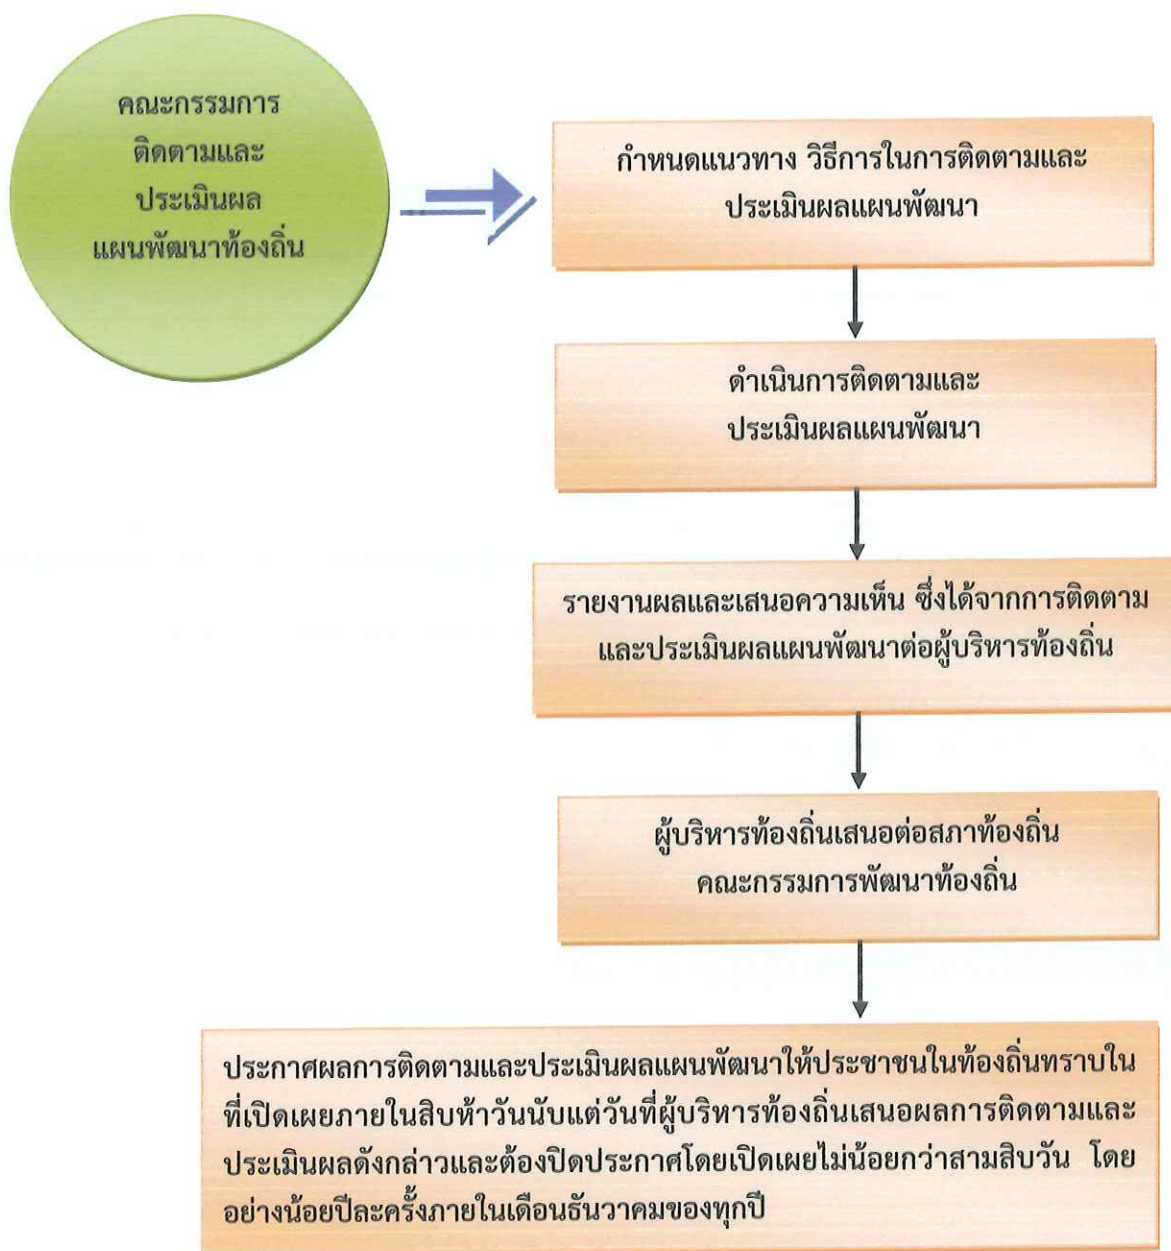 คณะกรรมการ
ติดตามและ
ประเมินผล
แผนพัฒนาท้องถิ่น
กำหนดแนวทาง วิธีการในการติดตามและ
ประเมินผลแผนพัฒนา
ดำเนินการติดตามและ
ประเมินผลแผนพัฒนา
รายงานผลและเสนอความเห็น ซึ่งได้จากการติดตาม
และประเมินผลแผนพัฒนาต่อผู้บริหารท้องถิ่น
ผู้บริหารท้องถิ่นเสนอต่อสภาท้องถิ่น
คณะกรรมการพัฒนาท้องถิ่น
ประกาศผลการติดตามและประเมินผลแผนพัฒนาให้ประชาชนในท้องถิ่นทราบใน
ที่เปิดเผยภายในสิบห้าวันนับแต่วันที่ผู้บริหารท้องถิ่นเสนอผลการติดตามและ
ประเมินผลดังกล่าวและต้องปิดประกาศโดยเปิดเผยไม่น้อยกว่าสามสิบวัน โดย
อย่างน้อยปีละครั้งภายในเดือนธันวาคมของทุกปี